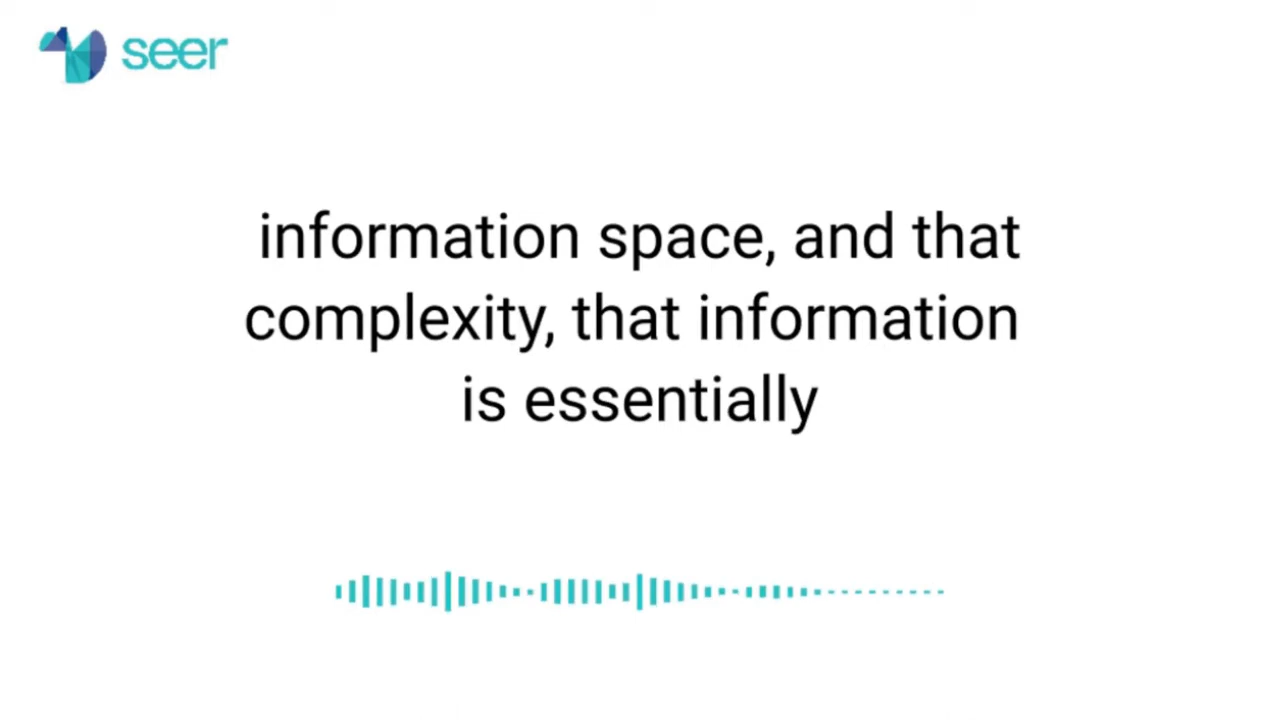 seer
information space, and that
complexity, that information
is essentially